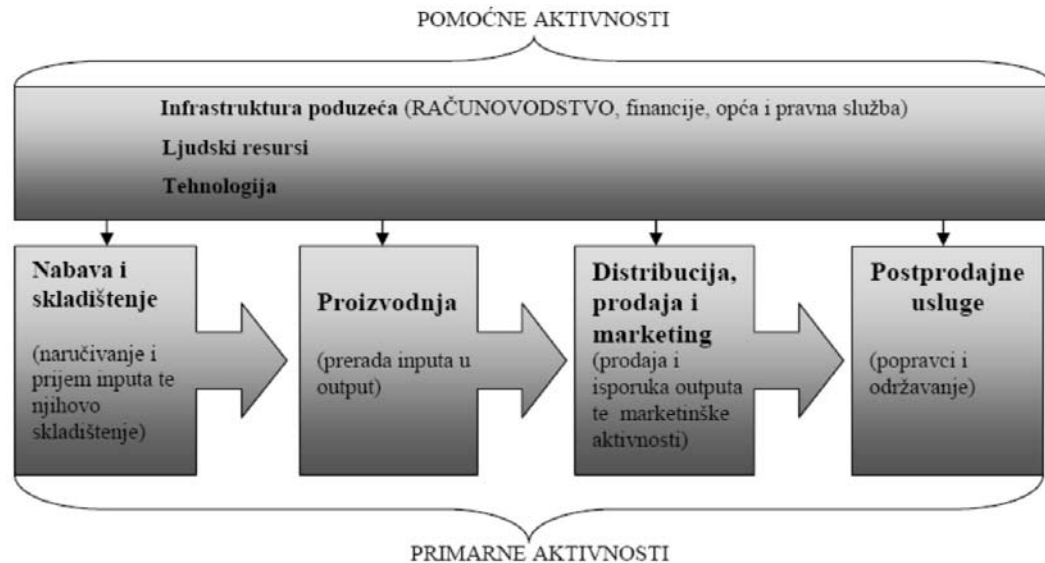 POMOĆNE AKTIVNOSTI
Infrastruktura poduzeća (RAČUNOVODSTVO, financije, opća i pravna služba)
Ljudski resursi
Tehnologija
Nabava i
skladištenje
(naručivanje i
prijem inputa te
njihovo
skladištenje)
Proizvodnja
(prerada inputa u
output)
Distribucija,
prodaja i
marketing
(prodaja i
isporuka outputa
te marketinške
aktivnosti)
Postprodajne
usluge
(popravci i
održavanje)
PRIMARNE AKTIVNOSTI